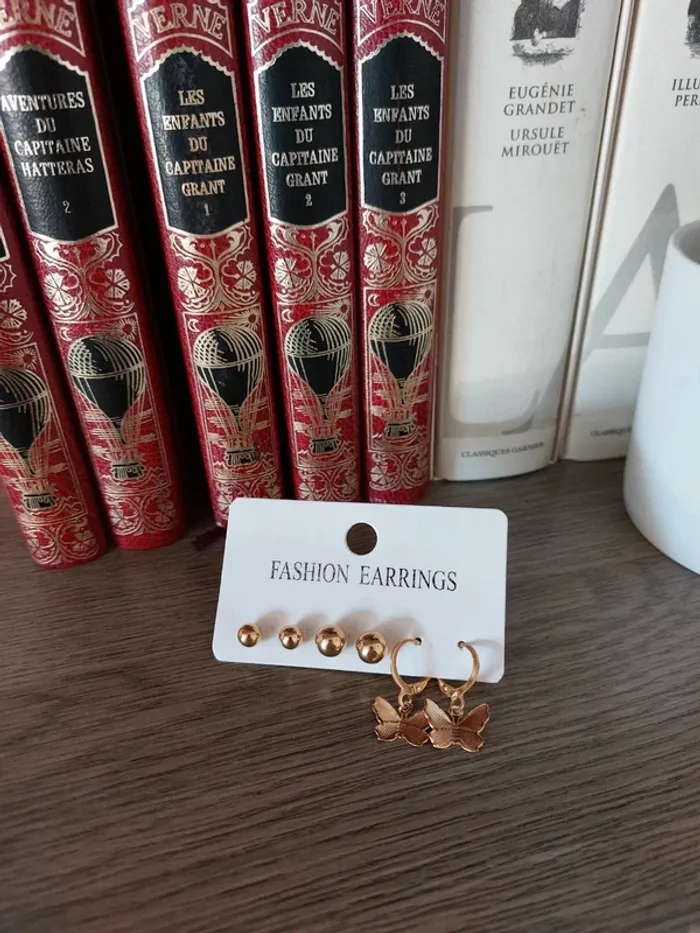 VERNE
AVENTURES
DU
CAPITAINE
HATTERAS
2
VERNE
LES
ENFANTS
DU
CAPITAINE
GRANT
1
VERNE
LES
ENFANTS
DU
CAPITAINE
GRANT
2
VERNE
LES
ENFANTS
DU
CAPITAINE
GRANT
3
EUGÉNIE
GRANDET
URSULE
MIROUËT
CLASSIQUES GARNIER
FASHION EARRINGS